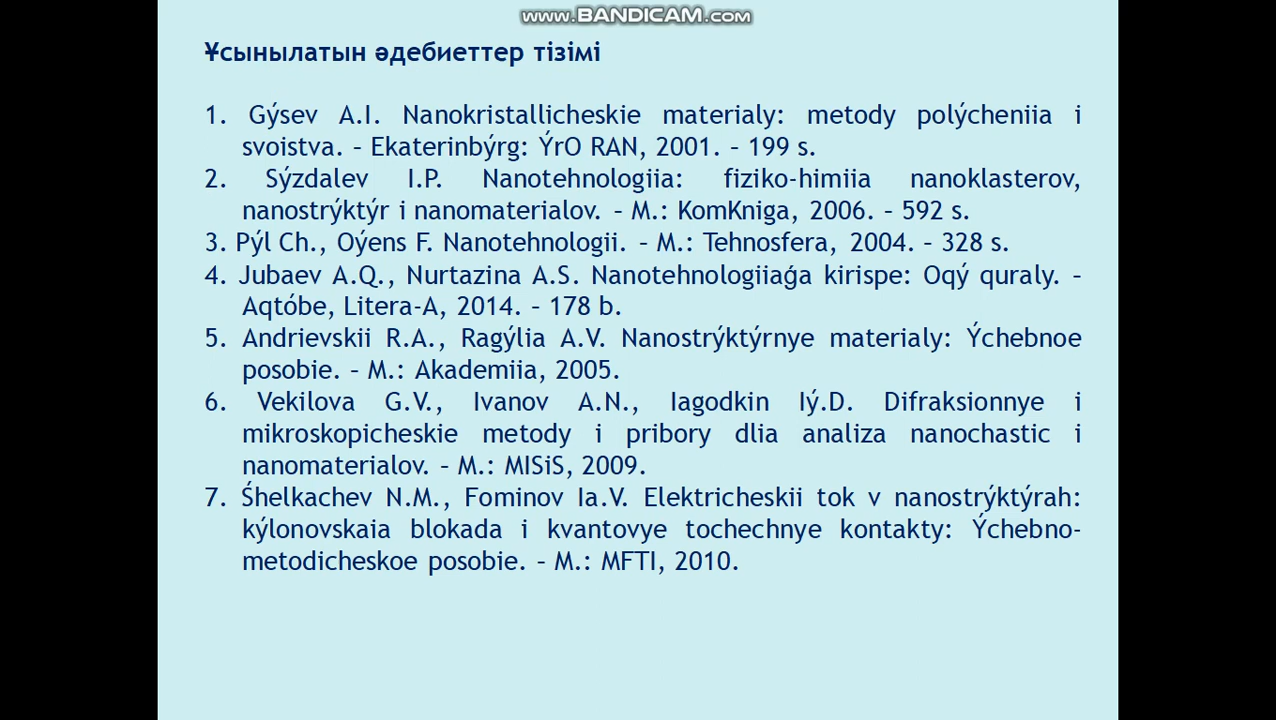 www.BANDICAM.com
Ұсынылатын әдебиеттер тізімі
1. Gýsev A.I. Nanokristallicheskie materialy: metody polýcheniia i
svoistva. – Ekaterinbýrg: ÝrO RAN, 2001. – 199 s.
2. Sýzdalev I.P. Nanotehnologiia: fiziko-himiia nanoklasterov,
nanostrýktýr i nanomaterialov. – M.: KomKniga, 2006. – 592 s.
3. Pýl Ch., Oýens F. Nanotehnologii. – M.: Tehnosfera, 2004. – 328 s.
4. Jubaev A.Q., Nurtazina A.S. Nanotehnologiiaǵa kirispe: Oqý quraly. –
Aqtóbe, Litera-A, 2014. – 178 b.
5. Andrievskii R.A., Ragýlia A.V. Nanostrýktýrnye materialy: Ýchebnoe
posobie. – M.: Akademiia, 2005.
6. Vekilova G.V., Ivanov A.N., Iagodkin Iý.D. Difraksionnye i
mikroskopicheskie metody i pribory dlia analiza nanochastic i
nanomaterialov. – M.: MISiS, 2009.
7. Śhelkachev N.M., Fominov Ia.V. Elektricheskii tok v nanostrýktýrah:
kýlonovskaia blokada i kvantovye tochechnye kontakty: Ýchebno-
metodicheskoe posobie. – M.: MFTI, 2010.